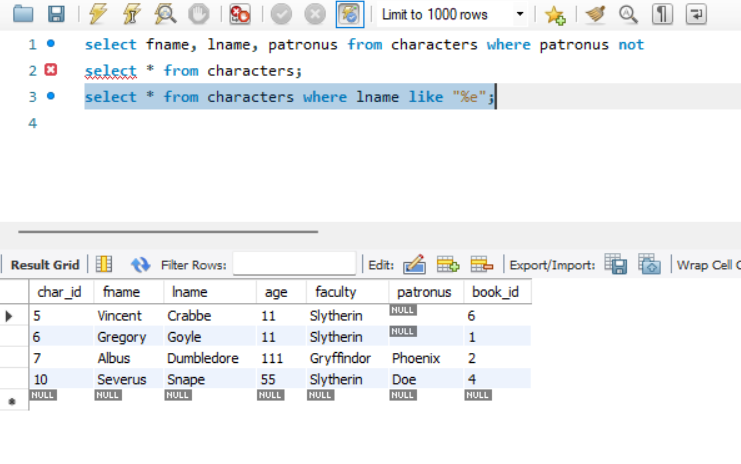 Limit to 1000 rows
1 select fname, lname, patronus from characters where patronus not
2 select * from characters;
3 select * from characters where lname like "%e";
4
Result Grid Filter Rows: Edit: Export/Import: Wrap Cell C
char_id fname lname age faculty patronus book_id
5 Vincent Crabbe 11 Slytherin NULL 6
6 Gregory Goyle 11 Slytherin NULL 1
7 Albus Dumbledore 111 Gryffindor Phoenix 2
10 Severus Snape 55 Slytherin Doe 4
NULL NULL NULL NULL NULL NULL NULL